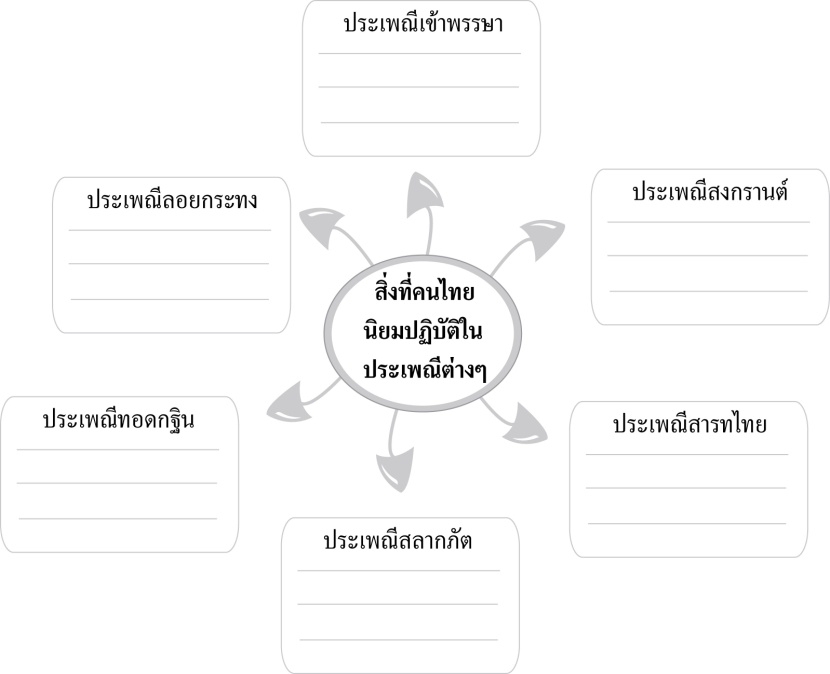 ประเพณีเข้าพรรษา
ประเพณีลอยกระทง
ประเพณีสงกรานต์
สิ่งที่คนไทย
นิยมปฏิบัติใน
ประเพณีต่างๆ
ประเพณีทอดกฐิน
ประเพณีสารทไทย
ประเพณีสลากภัต